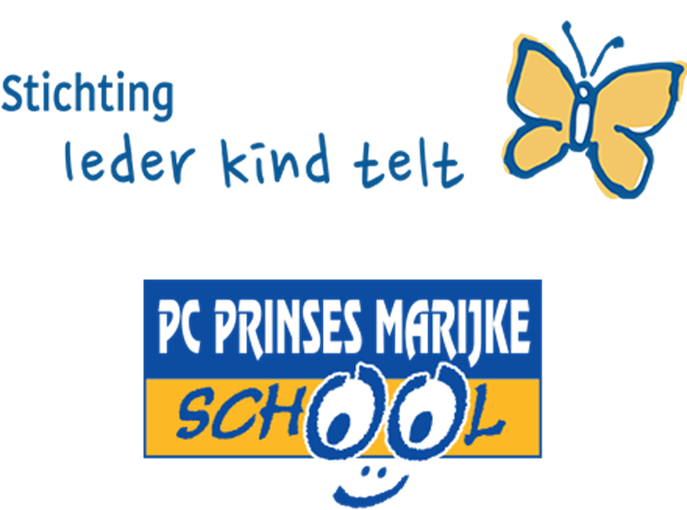 Stichting
Ieder kind telt
PC PRINSES MARIJKE
SCHOOL